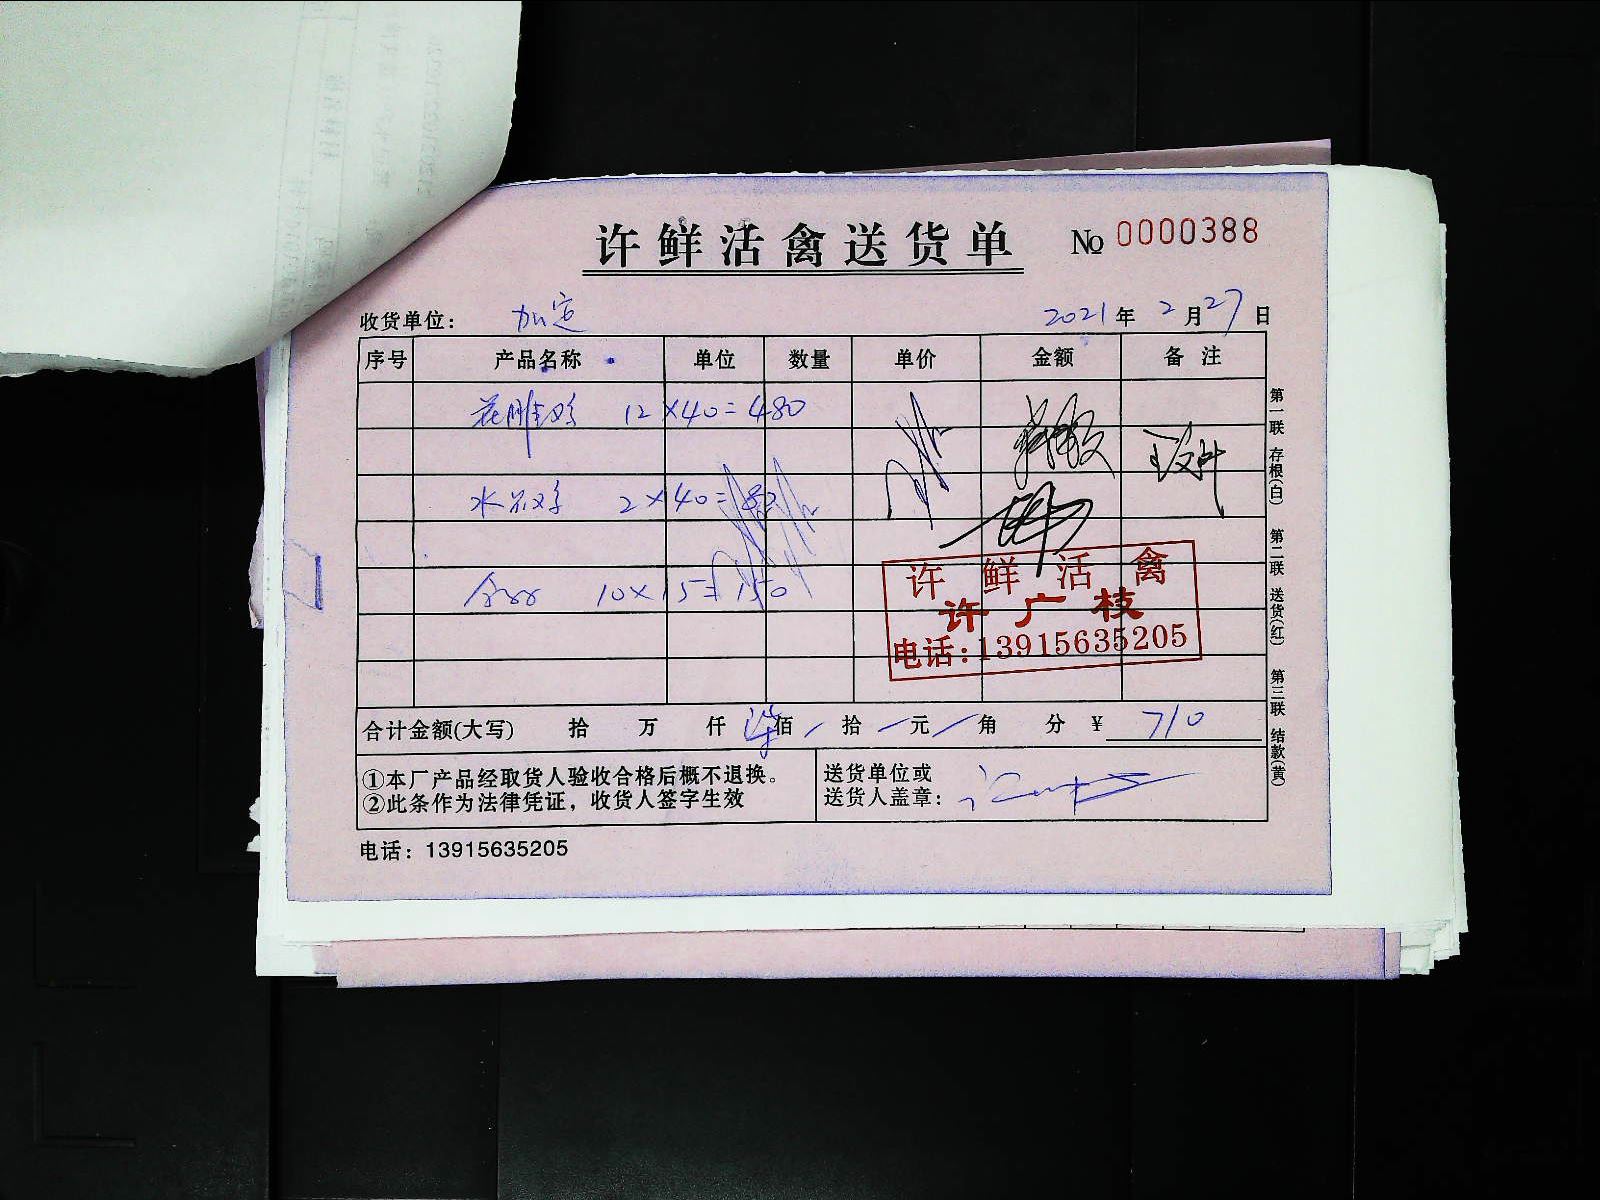 许鲜活禽送货单 No 0000388
收货单位： 加定 2021年 2月27日
序号 产品名称 单位 数量 单价 金额 备注
12×40=480
水 2×40=80
10×15=150
许鲜活禽
许广枝
电话：13915635205
合计金额(大写) 拾 万 仟 柒佰 / 拾 一 元 / 角 分 ¥ 710
①本厂产品经取货人验收合格后概不退换。
②此条作为法律凭证，收货人签字生效
送货单位或
送货人盖章：
电话：13915635205
第一联 存根(白) 第二联 送货(红) 第三联 结款(黄)